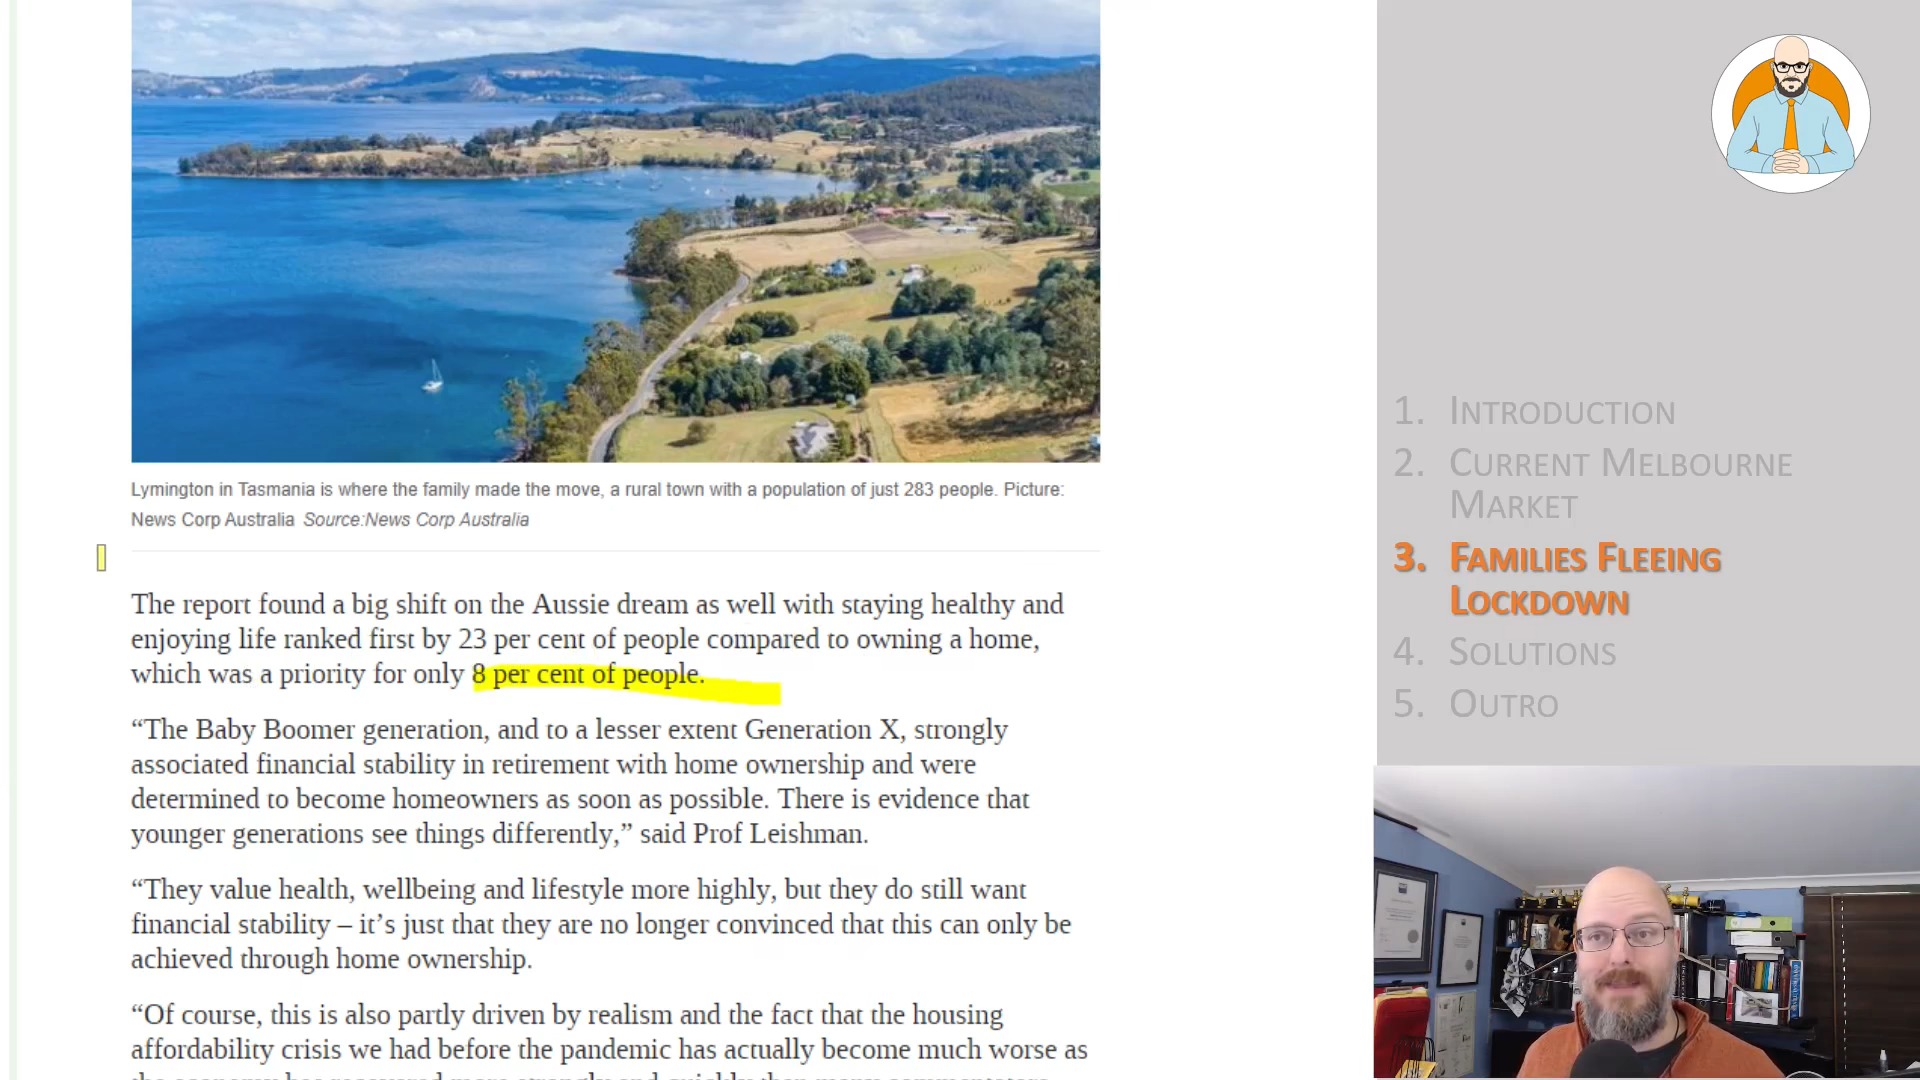 Lymington in Tasmania is where the family made the move, a rural town with a population of just 283 people. Picture:
News Corp Australia Source:News Corp Australia
The report found a big shift on the Aussie dream as well with staying healthy and
enjoying life ranked first by 23 per cent of people compared to owning a home,
which was a priority for only 8 per cent of people.
“The Baby Boomer generation, and to a lesser extent Generation X, strongly
associated financial stability in retirement with home ownership and were
determined to become homeowners as soon as possible. There is evidence that
younger generations see things differently,” said Prof Leishman.
“They value health, wellbeing and lifestyle more highly, but they do still want
financial stability – it’s just that they are no longer convinced that this can only be
achieved through home ownership.
“Of course, this is also partly driven by realism and the fact that the housing
affordability crisis we had before the pandemic has actually become much worse as
1. Introduction
2. Current Melbourne
Market
3. Families Fleeing
Lockdown
4. Solutions
5. Outro